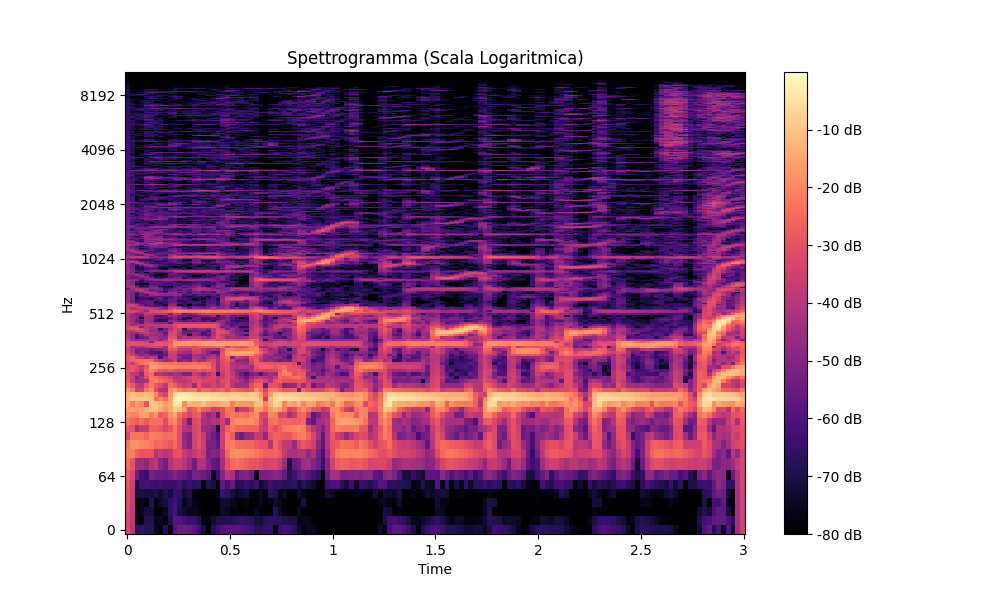 Spettrogramma (Scala Logaritmica)
8192
4096
2048
1024
512
256
128
64
0
Hz
0
0.5
1
1.5
2
2.5
3
Time
-10 dB
-20 dB
-30 dB
-40 dB
-50 dB
-60 dB
-70 dB
-80 dB